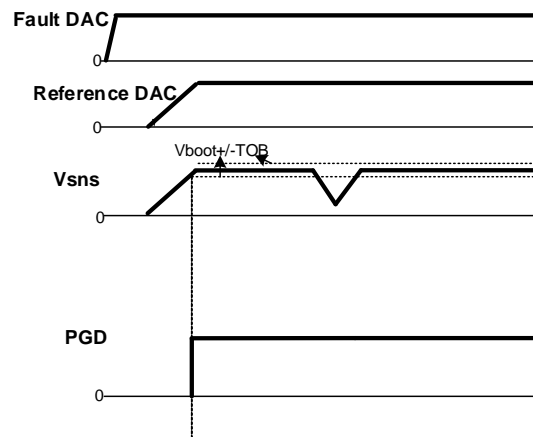 Fault DAC
0
Reference DAC
0
Vboot+/-TOB
Vsns
0
PGD
0